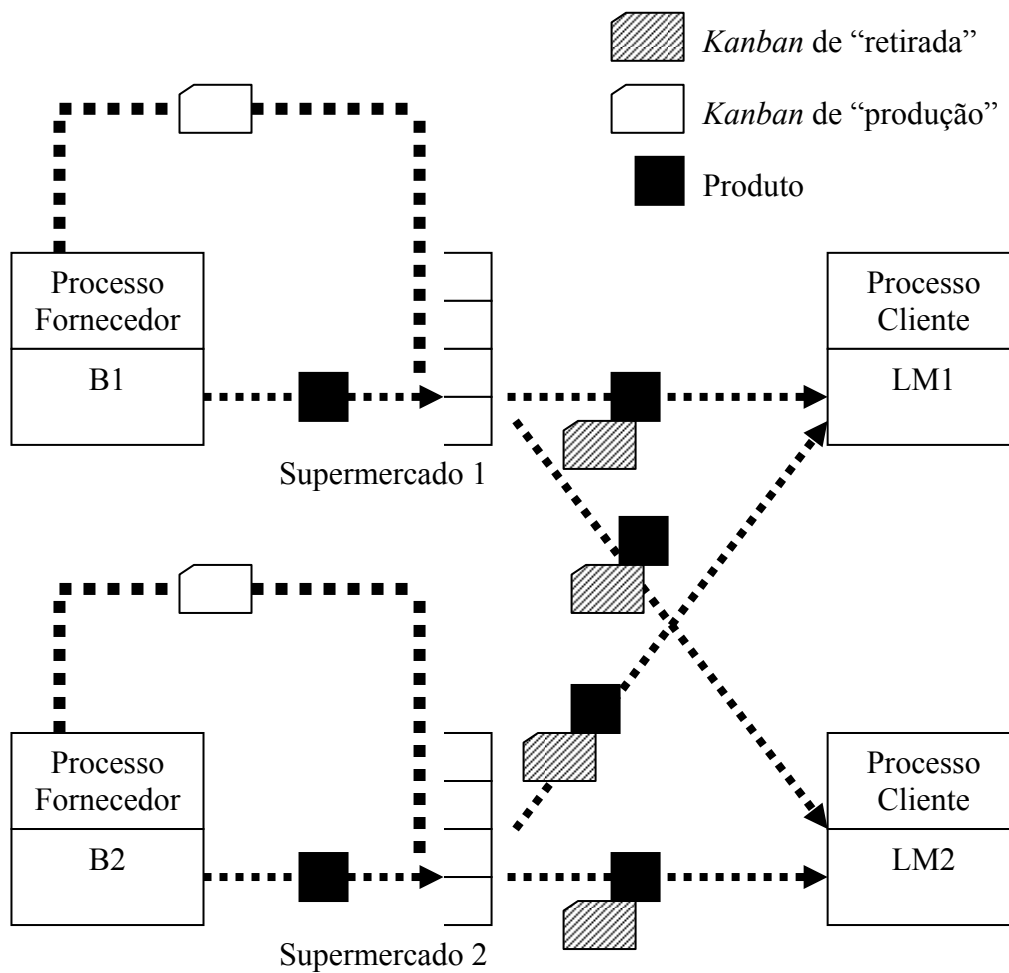 Kanban de “retirada”
Kanban de “produção”
Produto
Processo
Fornecedor
B1
Supermercado 1
Processo
Cliente
LM1
Processo
Fornecedor
B2
Supermercado 2
Processo
Cliente
LM2